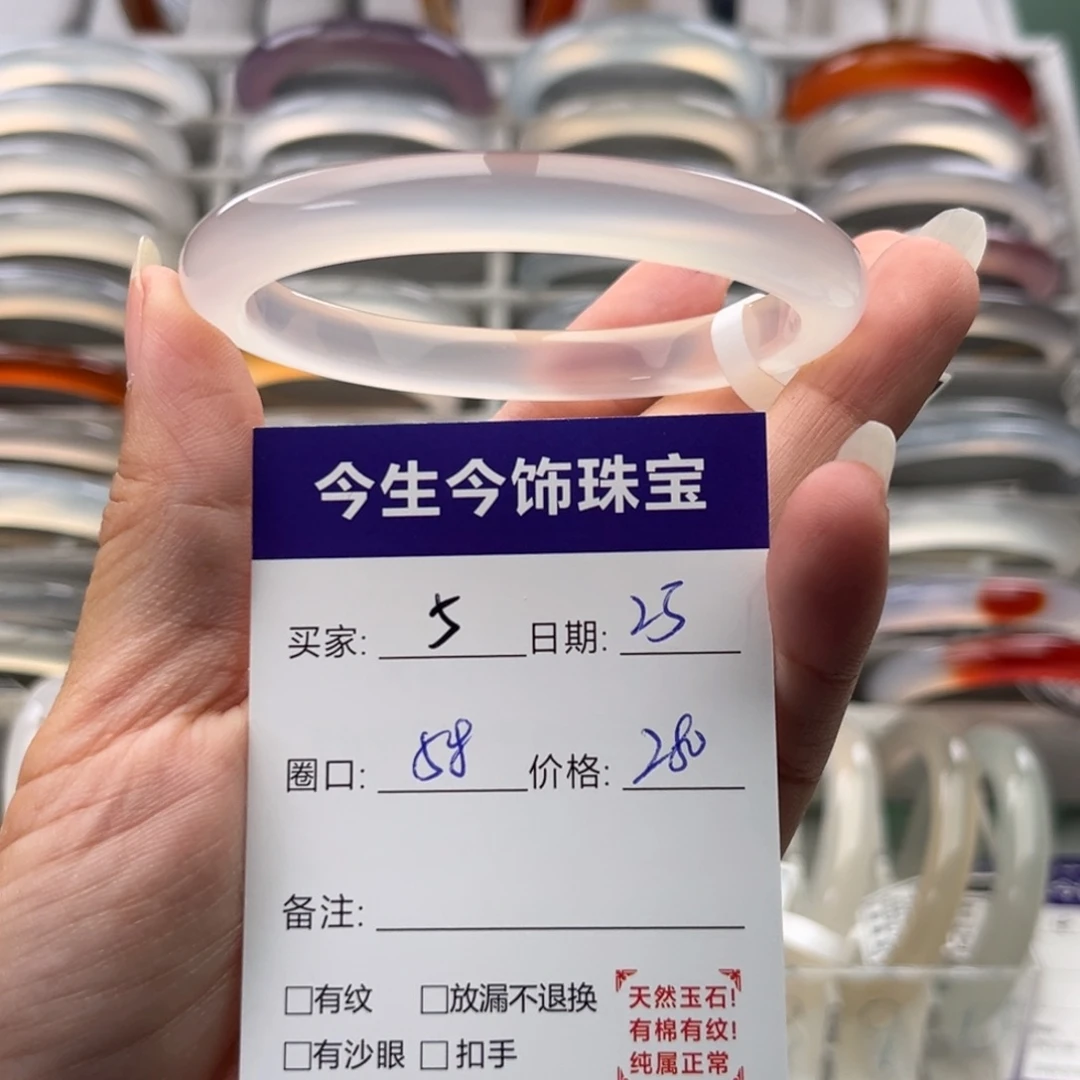 今生今饰珠宝
买家: 5 日期: 25
圈口: 58 价格: 280
备注:
□有纹 □放漏不退换
□有沙眼 □扣手
天然玉石!
有棉有纹!
纯属正常